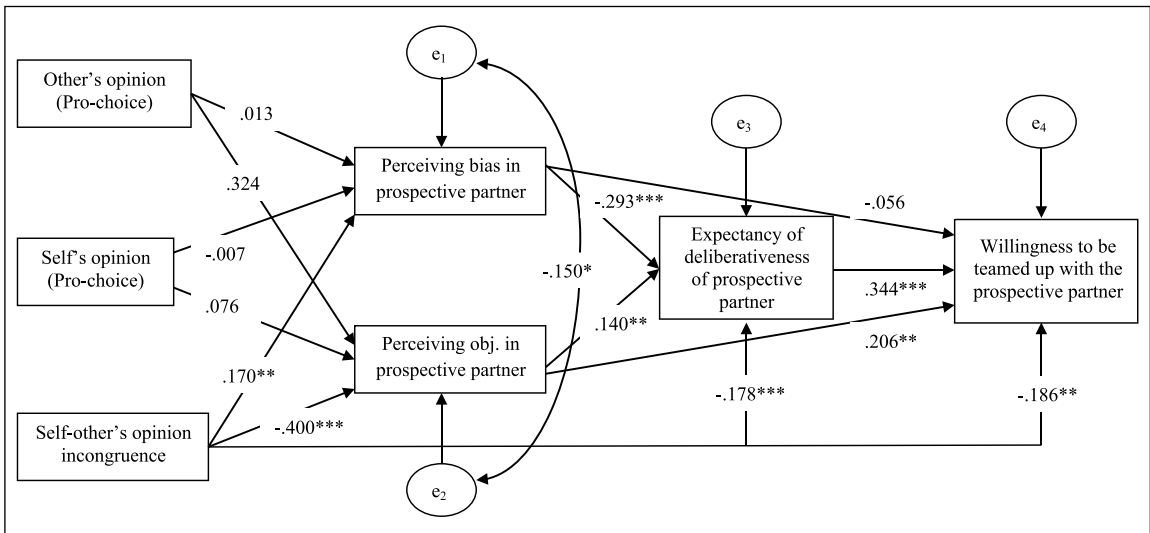 e1
Other's opinion
(Pro-choice)
.013
e3
e4
Perceiving bias in
prospective partner
.324
-.293***
-.056
Self's opinion
(Pro-choice)
-.007
Expectancy of
deliberativeness
of prospective
partner
Willingness to be
teamed up with the
prospective partner
-.150*
.344***
.076
.140**
.206**
Perceiving obj. in
prospective partner
.170**
-.178***
-.186**
-.400***
Self-other's opinion
incongruence
e2